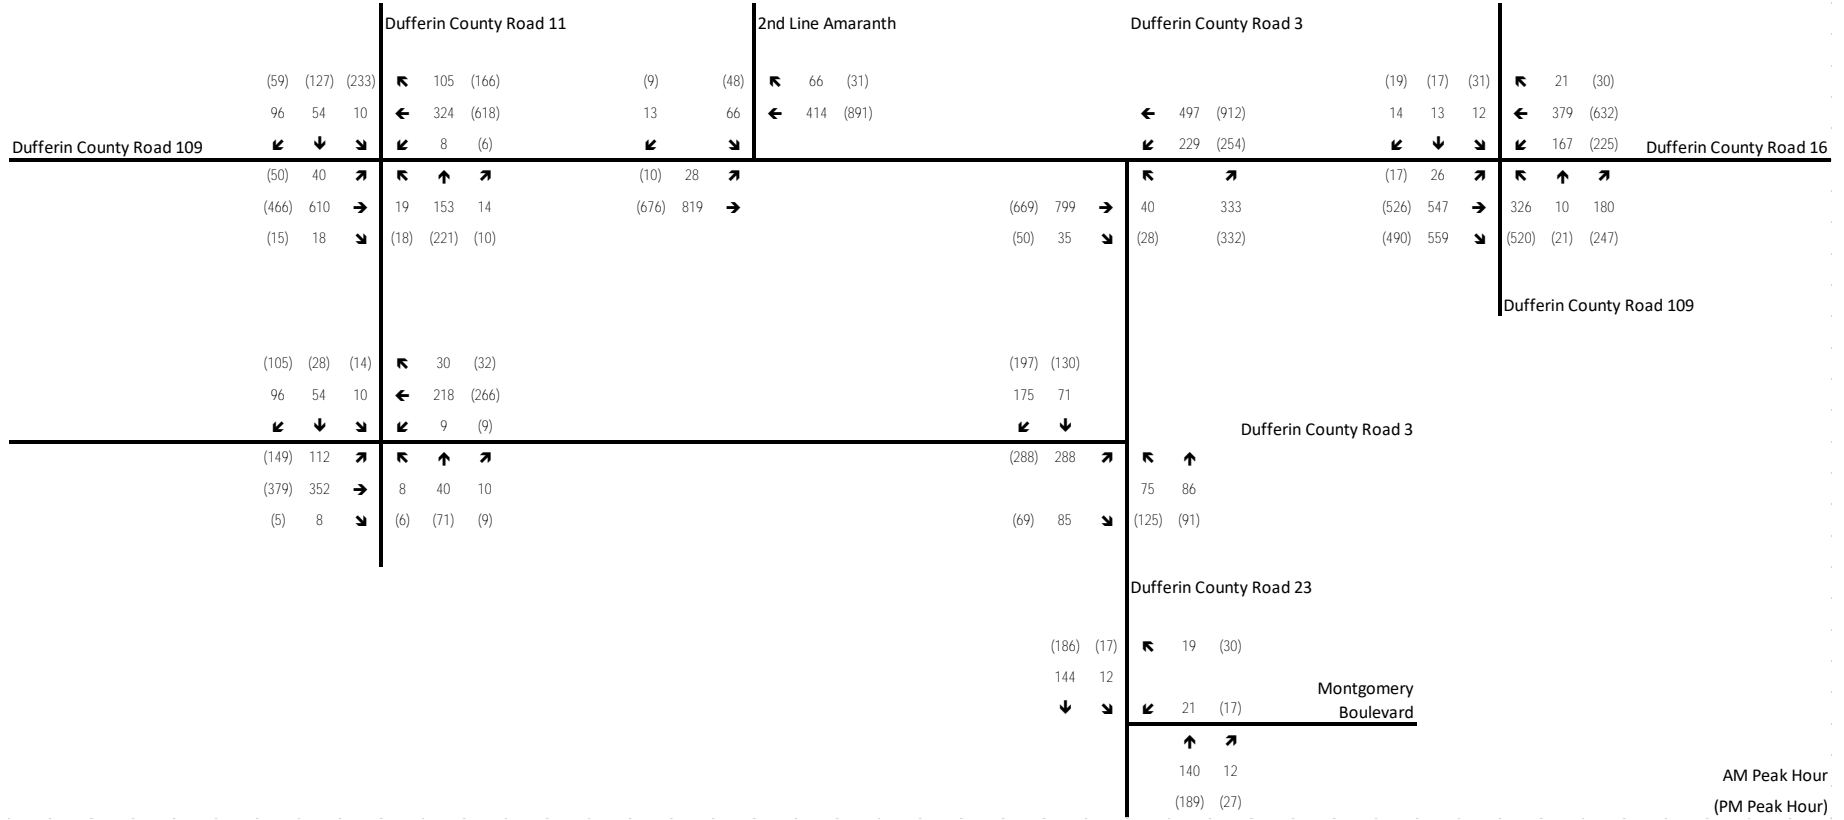 Dufferin County Road 11 2nd Line Amaranth Dufferin County Road 3
(59) (127) (233) ↖ 105 (166) (9) (48) ↖ 66 (31) (19) (17) (31) ↖ 21 (30)
96 54 10 ← 324 (618) 13 66 ← 414 (891) ← 497 (912) 14 13 12 ← 379 (632)
Dufferin County Road 109 ↙ ↓ ↘ ↙ 8 (6) ↙ ↘ ↙ 229 (254) ↙ ↓ ↘ ↙ 167 (225) Dufferin County Road 16
(50) 40 ↗ ↖ ↑ ↗ (10) 28 ↗ ↖ ↗ (17) 26 ↗ ↖ ↑ ↗
(466) 610 → 19 153 14 (676) 819 → (669) 799 → 40 333 (526) 547 → 326 10 180
(15) 18 ↘ (18) (221) (10) (50) 35 ↘ (28) (332) (490) 559 ↘ (520) (21) (247)
Dufferin County Road 109
(105) (28) (14) ↖ 30 (32) (197) (130)
96 54 10 ← 218 (266) 175 71
↙ ↓ ↘ ↙ 9 (9) ↙ ↓ Dufferin County Road 3
(149) 112 ↗ ↖ ↑ ↗ (288) 288 ↗ ↖ ↑
(379) 352 → 8 40 10 75 86
(5) 8 ↘ (6) (71) (9) (69) 85 ↘ (125) (91)
Dufferin County Road 23
(186) (17) ↖ 19 (30)
144 12
Montgomery
↓ ↘ ↙ 21 (17) Boulevard
↑ ↗
140 12 AM Peak Hour
(189) (27) (PM Peak Hour)